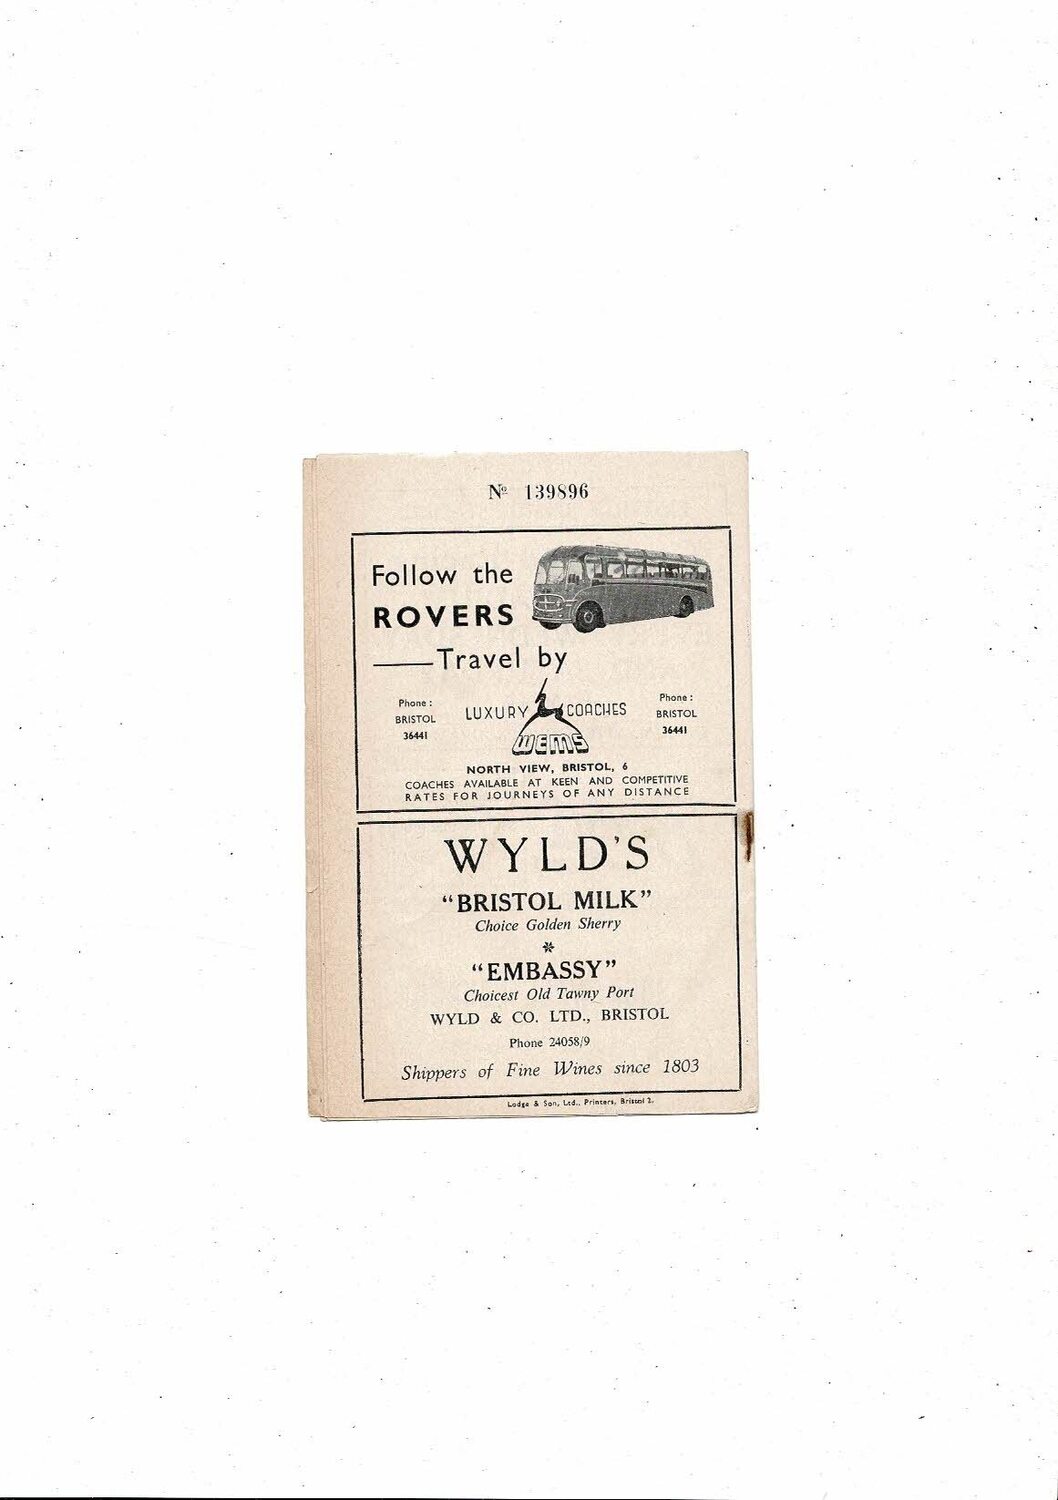 Nº 139896
Follow the
ROVERS
Travel by
Phone :
BRISTOL
36441
LUXURY COACHES
WEMS
Phone :
BRISTOL
36441
NORTH VIEW, BRISTOL, 6
COACHES AVAILABLE AT KEEN AND COMPETITIVE
RATES FOR JOURNEYS OF ANY DISTANCE
WYLD'S
“BRISTOL MILK”
Choice Golden Sherry
“EMBASSY”
Choicest Old Tawny Port
WYLD & CO. LTD., BRISTOL
Phone 24058/9
Shippers of Fine Wines since 1803
Lodge & Son, Ltd., Printers, Bristol 2.